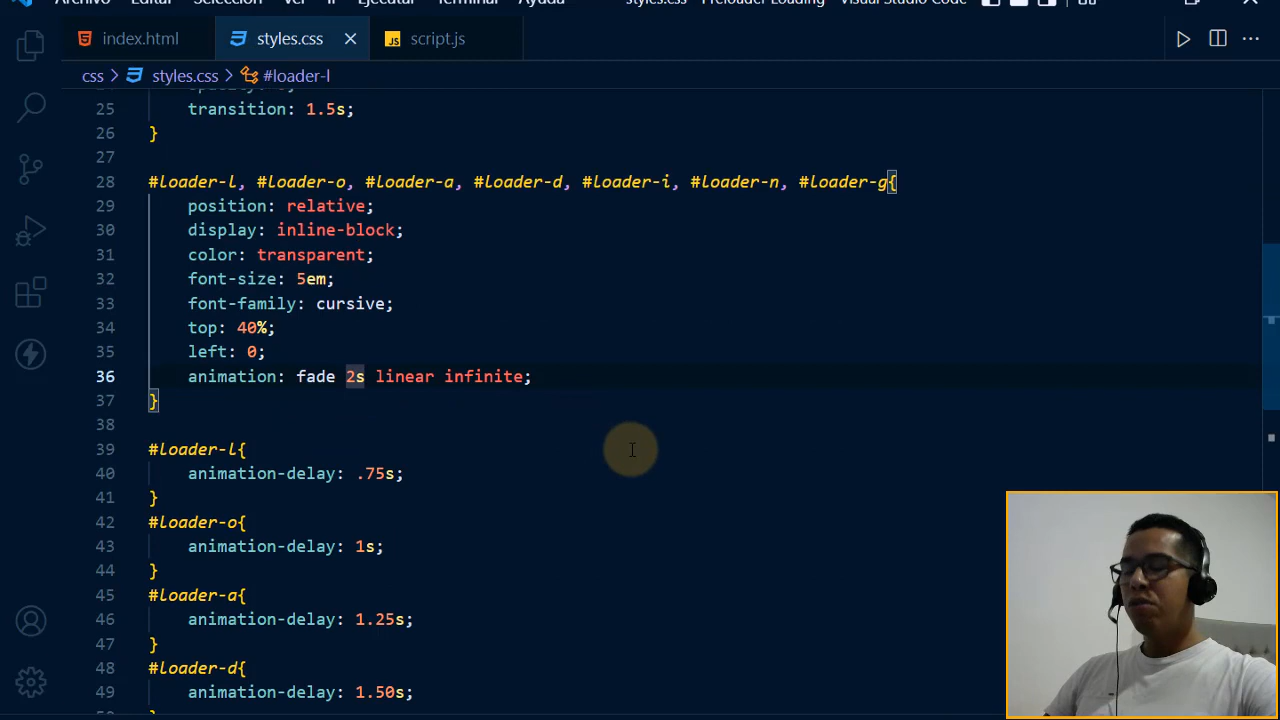 Archivo Editar Selección Ver Ir Ejecutar Terminal Ayuda styles.css - Preloader Loading - Visual Studio Code
index.html styles.css script.js
css > styles.css > #loader-l
25 transition: 1.5s;
26 }
27
28 #loader-l, #loader-o, #loader-a, #loader-d, #loader-i, #loader-n, #loader-g{
29 position: relative;
30 display: inline-block;
31 color: transparent;
32 font-size: 5em;
33 font-family: cursive;
34 top: 40%;
35 left: 0;
36 animation: fade 2s linear infinite;
37 }
38
39 #loader-l{
40 animation-delay: .75s;
41 }
42 #loader-o{
43 animation-delay: 1s;
44 }
45 #loader-a{
46 animation-delay: 1.25s;
47 }
48 #loader-d{
49 animation-delay: 1.50s;